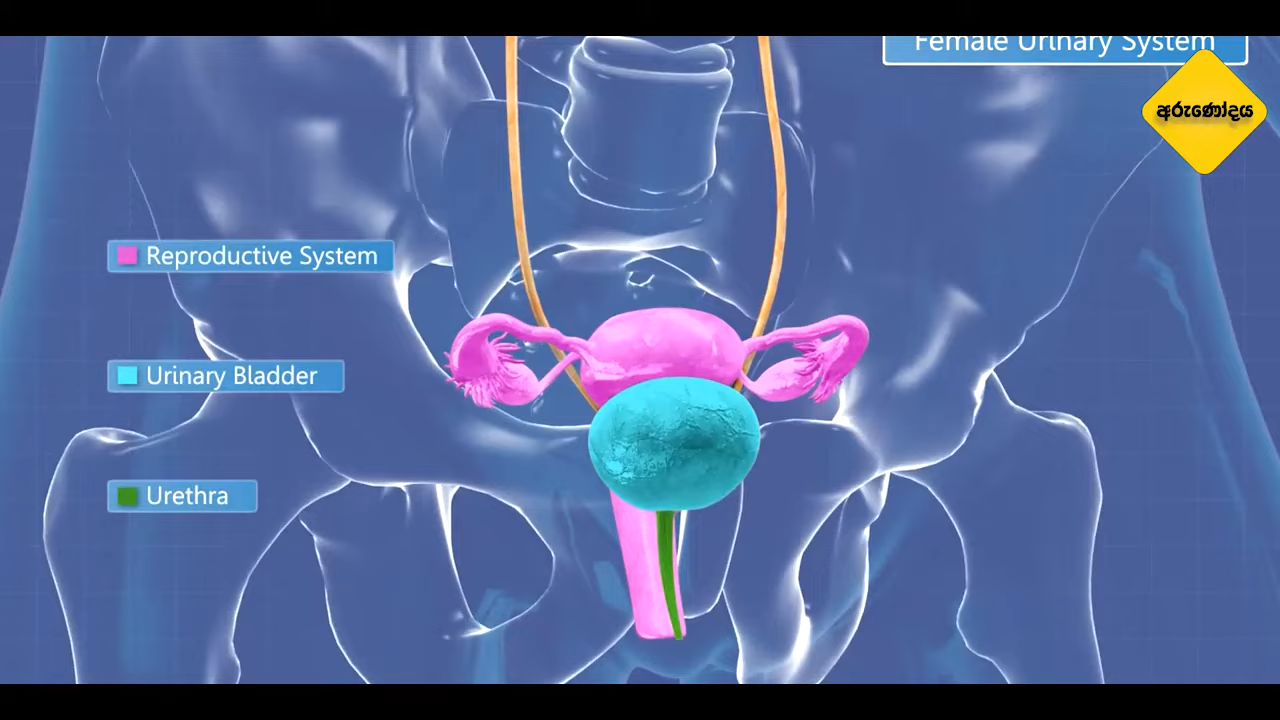 Female Urinary System
අරුණෝදය
Reproductive System
Urinary Bladder
Urethra